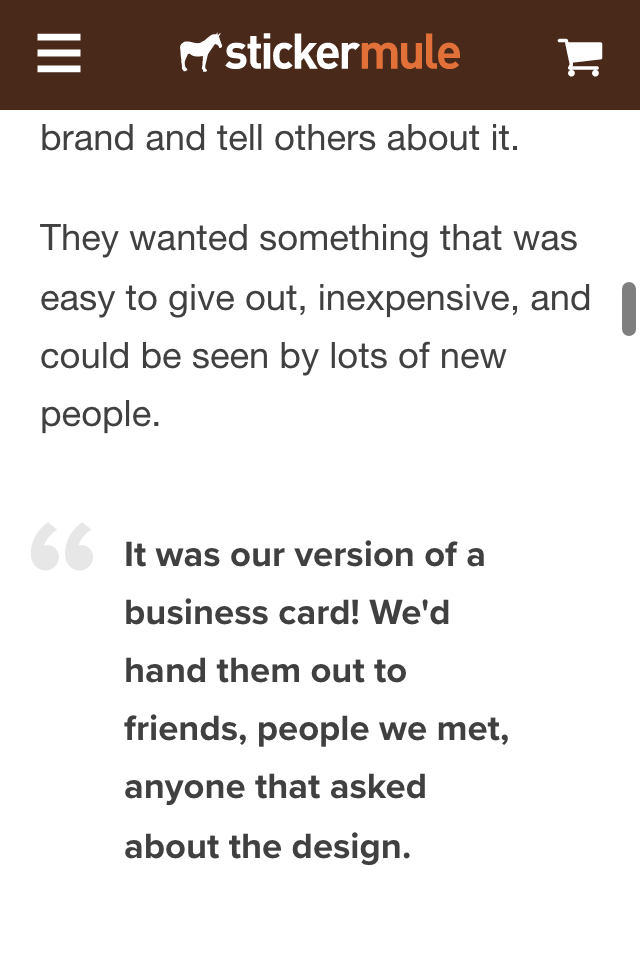 stickermule
brand and tell others about it.
They wanted something that was
easy to give out, inexpensive, and
could be seen by lots of new
people.
“
It was our version of a
business card! We'd
hand them out to
friends, people we met,
anyone that asked
about the design.